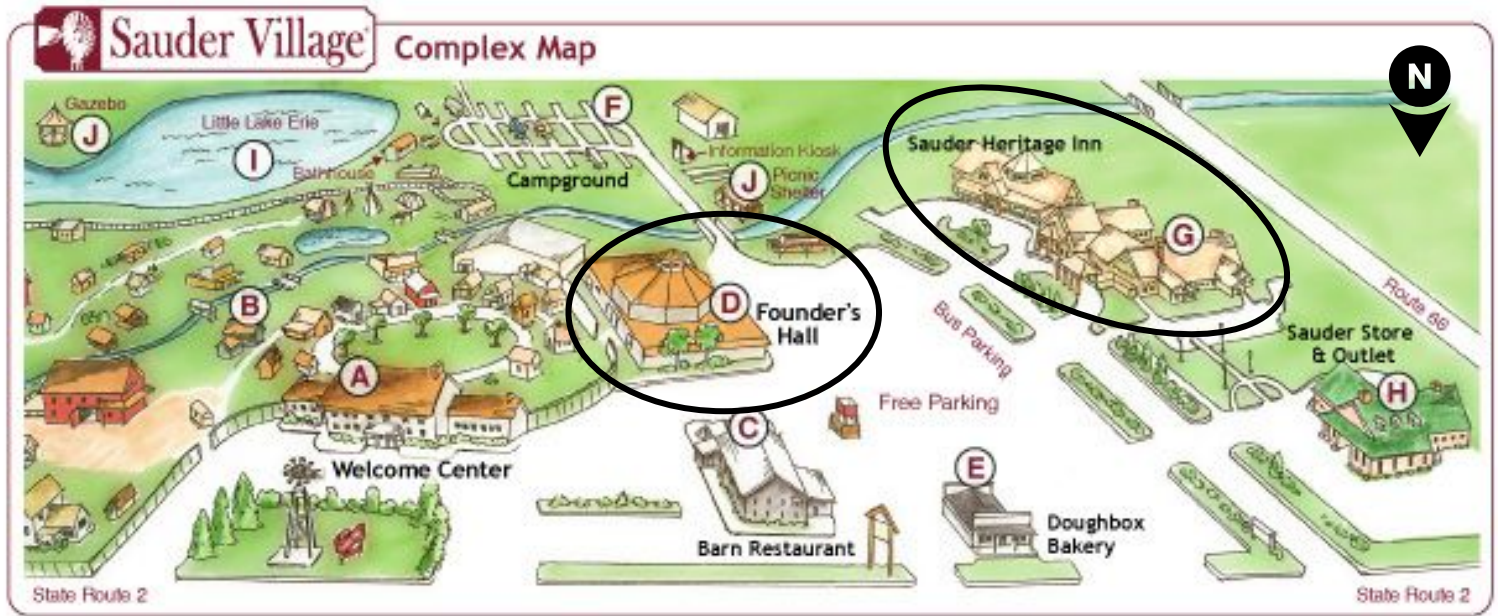 Sauder Village
Complex Map
N
Gazebo
J
Little Lake Erie
I
Bathhouse
F
Campground
Information Kiosk
J
Picnic
Shelter
Sauder Heritage Inn
G
B
D
Founder's
Hall
Bus Parking
Route 66
Sauder Store
& Outlet
H
A
Welcome Center
C
Free Parking
Barn Restaurant
E
Doughbox
Bakery
State Route 2
State Route 2